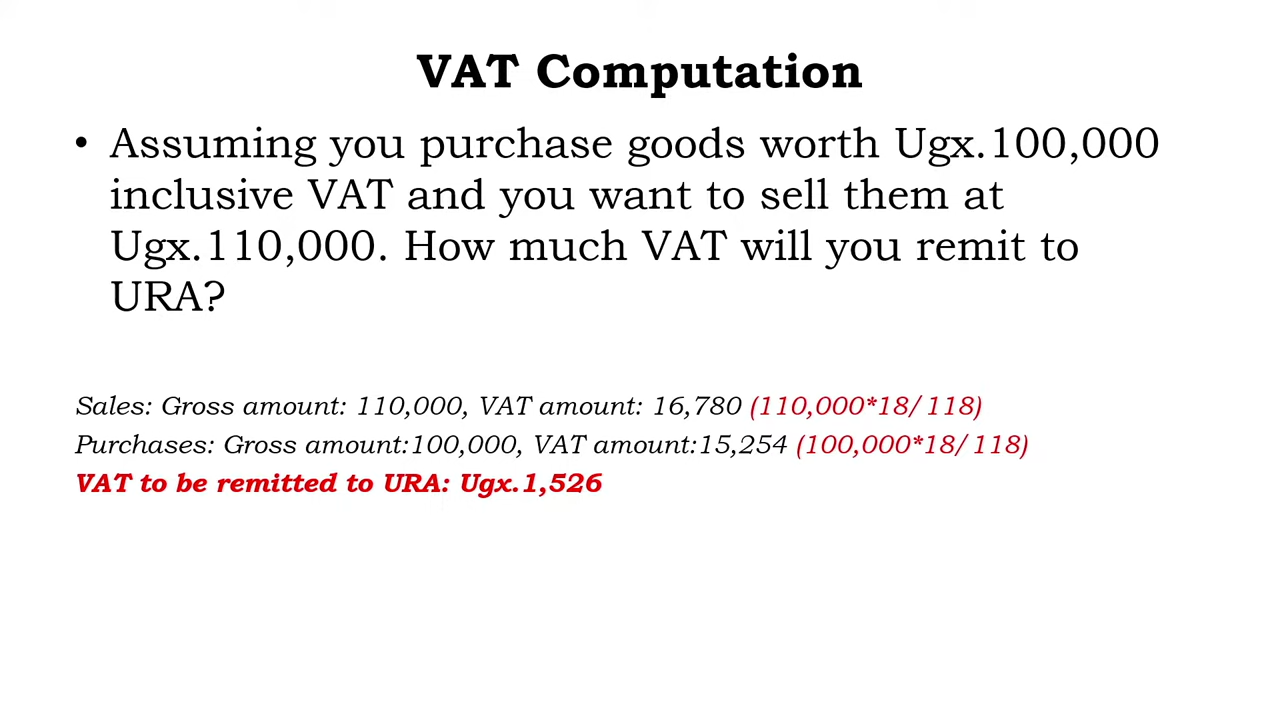 VAT Computation
• Assuming you purchase goods worth Ugx.100,000
inclusive VAT and you want to sell them at
Ugx.110,000. How much VAT will you remit to
URA?
Sales: Gross amount: 110,000, VAT amount: 16,780 (110,000*18/118)
Purchases: Gross amount:100,000, VAT amount:15,254 (100,000*18/118)
VAT to be remitted to URA: Ugx.1,526